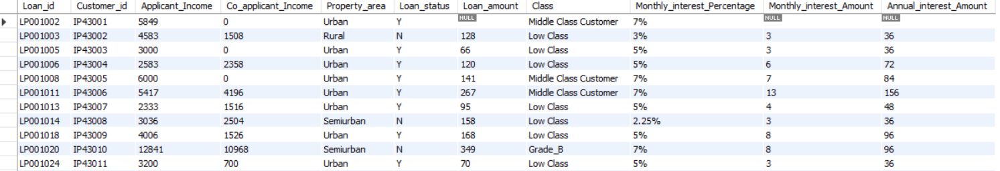 Loan_id Customer_id Applicant_Income Co_applicant_Income Property_area Loan_status Loan_amount Class Monthly_interest_Percentage Monthly_interest_Amount Annual_interest_Amount
LP001002 IP43001 5849 0 Urban Y NULL Middle Class Customer 7% NULL NULL
LP001003 IP43002 4583 1508 Rural N 128 Low Class 3% 3 36
LP001005 IP43003 3000 0 Urban Y 66 Low Class 5% 3 36
LP001006 IP43004 2583 2358 Urban Y 120 Low Class 5% 6 72
LP001008 IP43005 6000 0 Urban Y 141 Middle Class Customer 7% 7 84
LP001011 IP43006 5417 4196 Urban Y 267 Middle Class Customer 7% 13 156
LP001013 IP43007 2333 1516 Urban Y 95 Low Class 5% 4 48
LP001014 IP43008 3036 2504 Semiurban N 158 Low Class 2.25% 3 36
LP001018 IP43009 4006 1526 Urban Y 168 Low Class 5% 8 96
LP001020 IP43010 12841 10968 Semiurban N 349 Grade_B 7% 8 96
LP001024 IP43011 3200 700 Urban Y 70 Low Class 5% 3 36